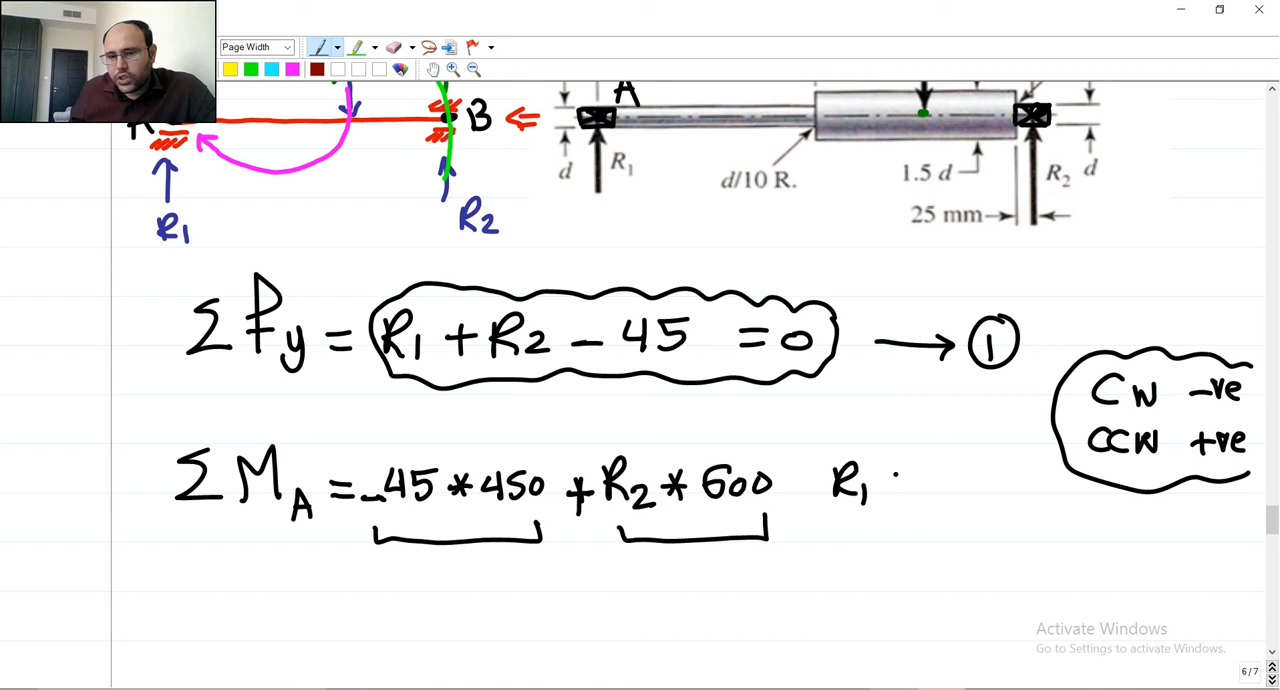 Page Width
A
B
R1
R2
R1
d
d/10 R.
1.5 d
R2
d
25 mm
ΣFy = R1 + R2 - 45 = 0 → 1
CW -ve
CCW +ve
ΣMA = -45*450 + R2 * 600 R1
Activate Windows
Go to Settings to activate Windows.
6/7